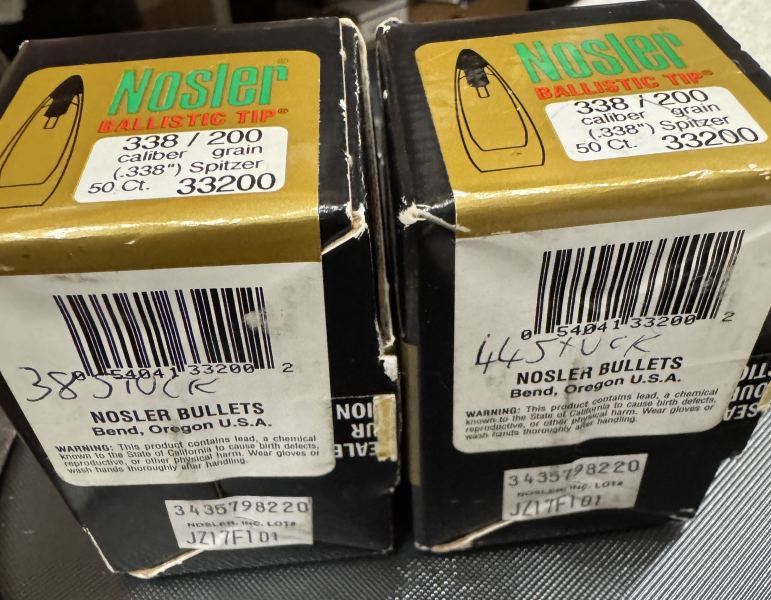 Nosler®
BALLISTIC TIP®
338 / 200
caliber grain
(.338") Spitzer
50 Ct. 33200
0 54041 33200 2
38 STUCK
NOSLER BULLETS
Bend, Oregon U.S.A.
WARNING: This product contains lead, a chemical
known to the State of California to cause birth defects,
reproductive, or other physical harm. Wear gloves or
wash hands thoroughly after handling.
3435798220
NOSLER, INC. LOT#
JZ17F101
Nosler®
BALLISTIC TIP®
338 / 200
caliber grain
(.338") Spitzer
50 Ct. 33200
0 54041 33200 2
44 STUCK
NOSLER BULLETS
Bend, Oregon U.S.A.
WARNING: This product contains lead, a chemical
known to the State of California to cause birth defects,
reproductive, or other physical harm. Wear gloves or
wash hands thoroughly after handling.
3435798220
NOSLER, INC. LOT#
JZ17F101